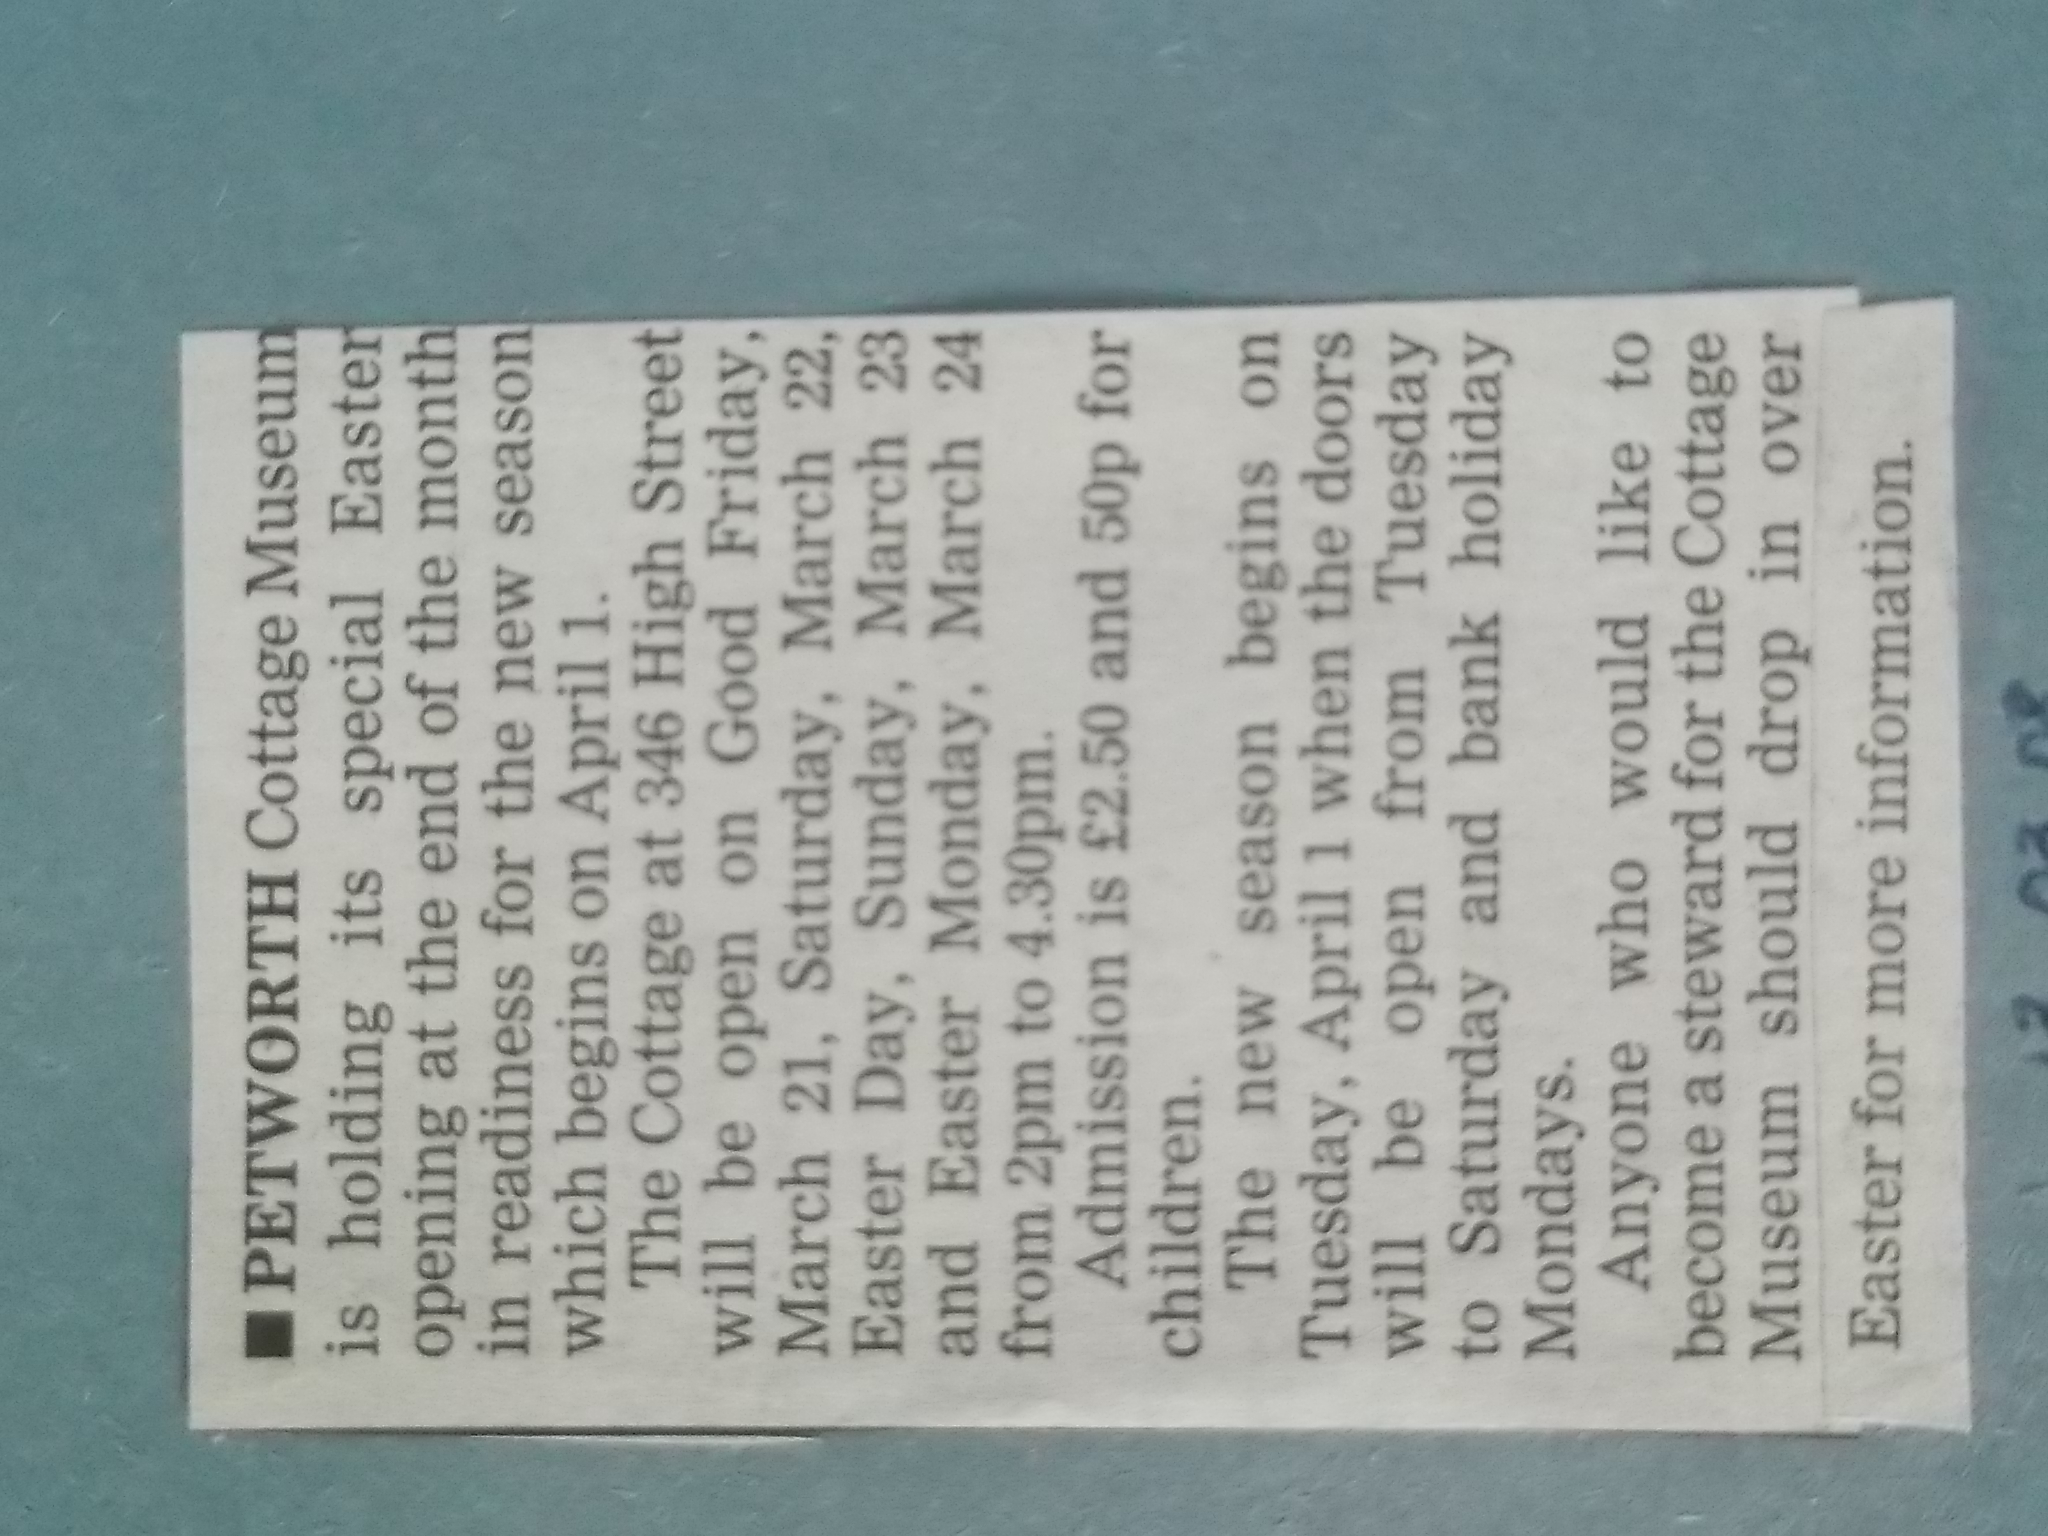 ■ PETWORTH Cottage Museum
is holding its special Easter
opening at the end of the month
in readiness for the new season
which begins on April 1.
The Cottage at 346 High Street
will be open on Good Friday,
March 21, Saturday, March 22,
Easter Day, Sunday, March 23
and Easter Monday, March 24
from 2pm to 4.30pm.
Admission is £2.50 and 50p for
children.
The new season begins on
Tuesday, April 1 when the doors
will be open from Tuesday
to Saturday and bank holiday
Mondays.
Anyone who would like to
become a steward for the Cottage
Museum should drop in over
Easter for more information.